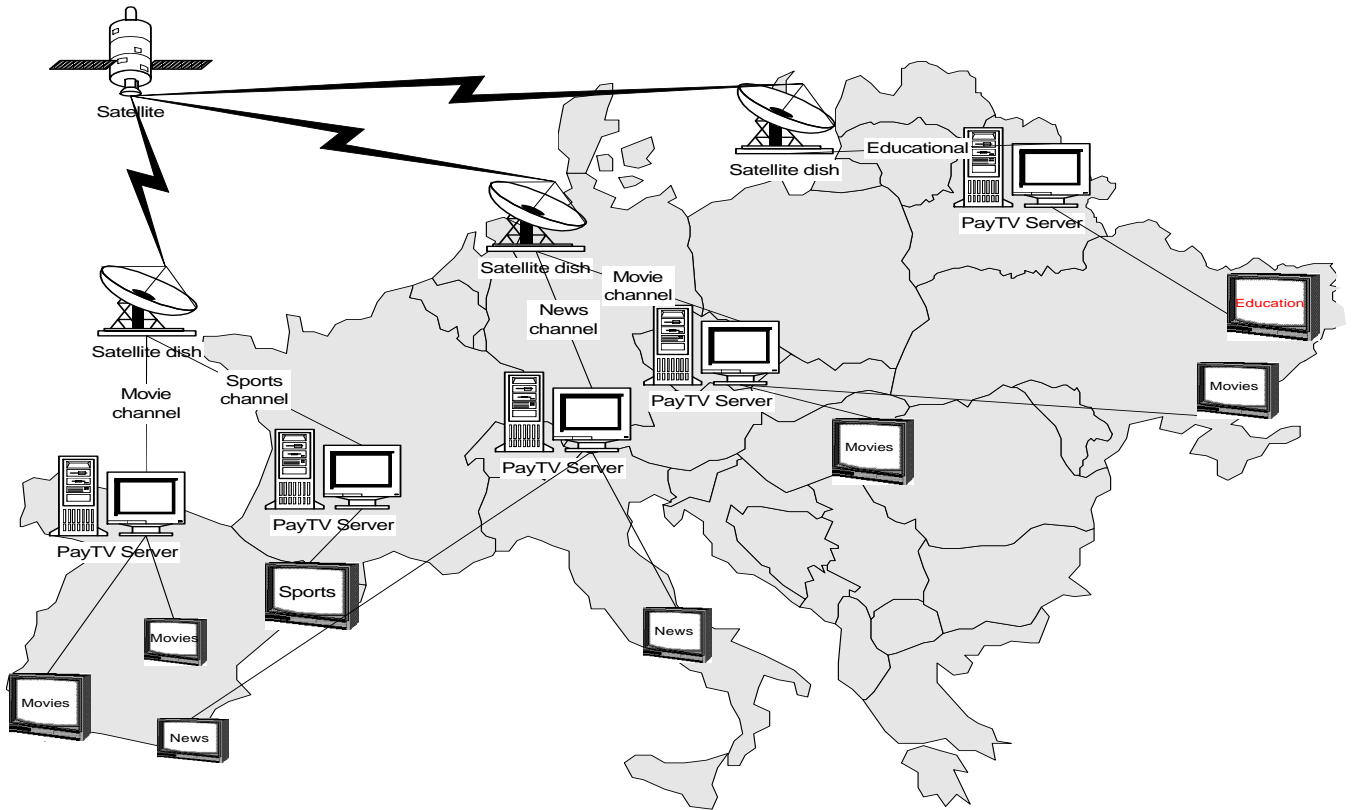 Satellite
Educational
Satellite dish
PayTV Server
Satellite dish
Movie
channel
News
channel
Education
Satellite dish
Movie
channel
Sports
channel
PayTV Server
Movies
Movies
PayTV Server
PayTV Server
PayTV Server
Sports
Movies
News
Movies
News